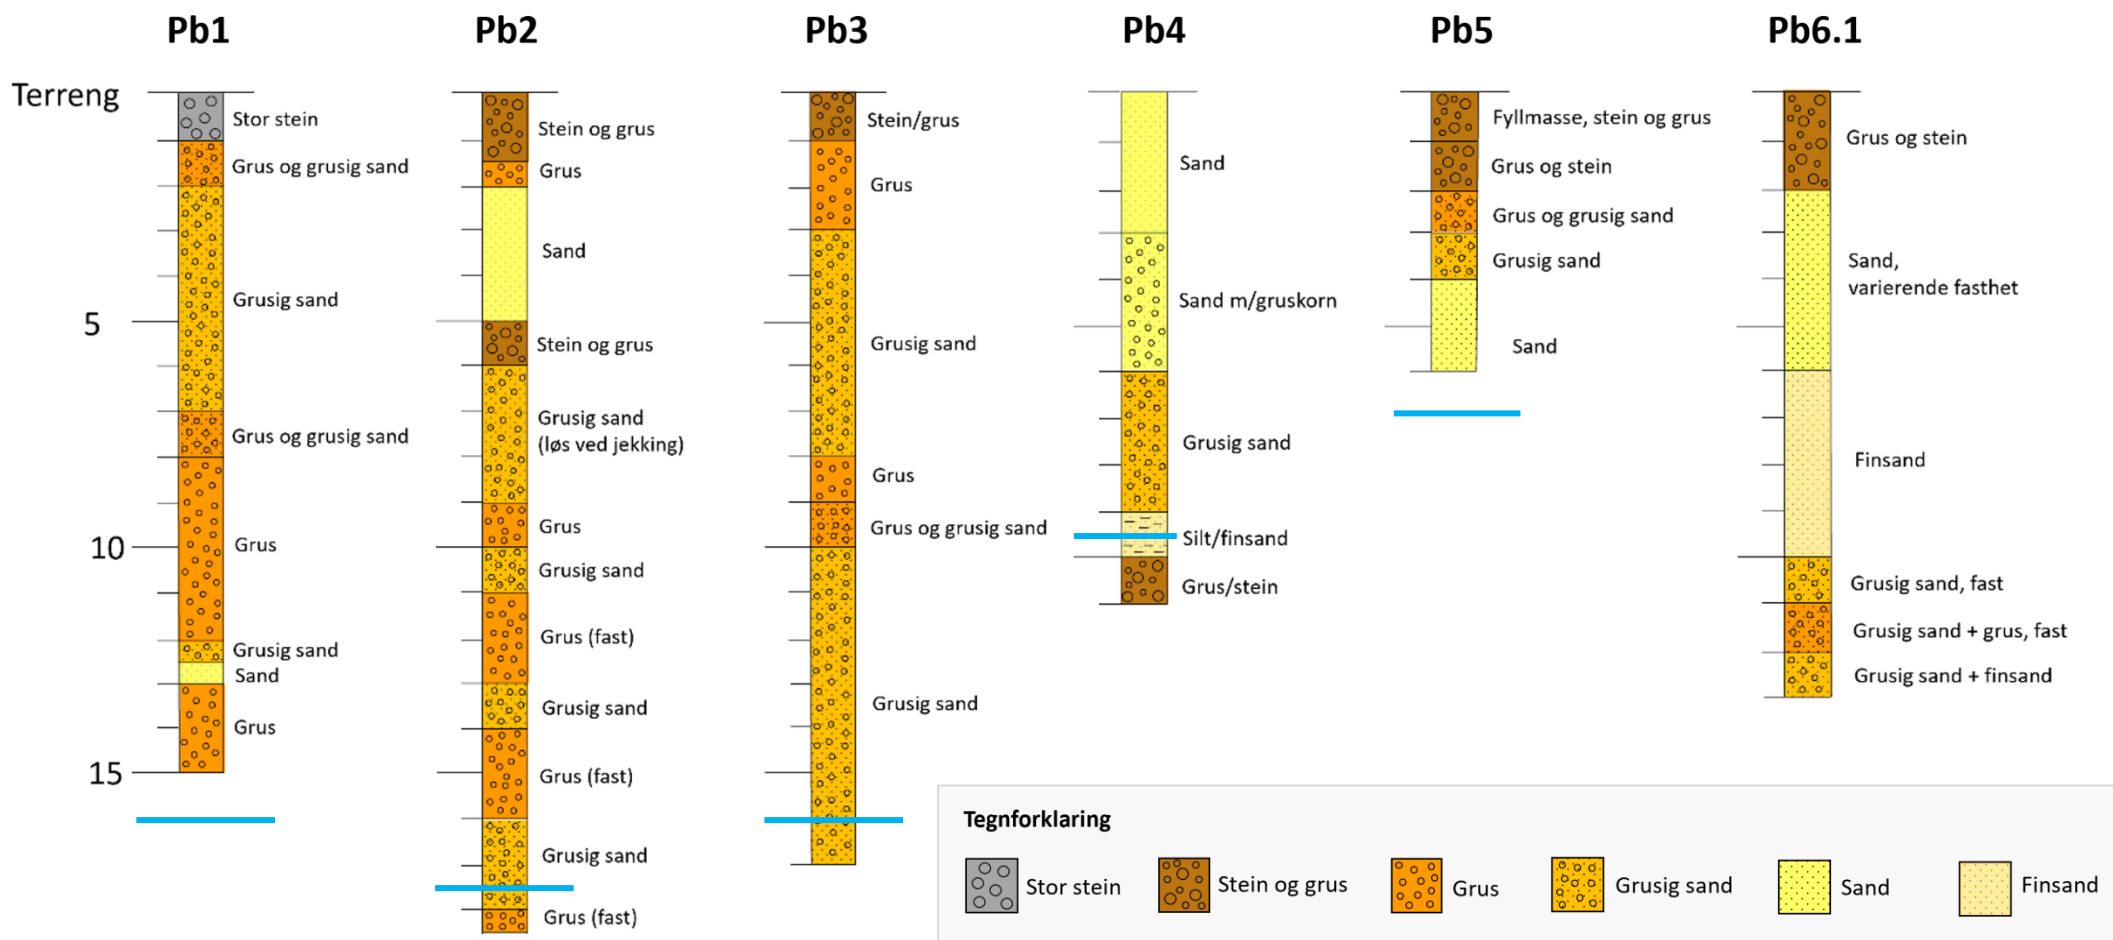 Pb1
Pb2
Pb3
Pb4
Pb5
Pb6.1
Terreng
5
10
15
Stor stein
Grus og grusig sand
Grusig sand
Grus og grusig sand
Grus
Grusig sand
Sand
Grus
Stein og grus
Grus
Sand
Stein og grus
Grusig sand
(løs ved jekking)
Grus
Grusig sand
Grus (fast)
Grusig sand
Grus (fast)
Grusig sand
Grus (fast)
Stein/grus
Grus
Grusig sand
Grus
Grus og grusig sand
Grusig sand
Sand
Sand m/gruskorn
Grusig sand
Silt/finsand
Grus/stein
Fyllmasse, stein og grus
Grus og stein
Grus og grusig sand
Grusig sand
Sand
Grus og stein
Sand,
varierende fasthet
Finsand
Grusig sand, fast
Grusig sand + grus, fast
Grusig sand + finsand
Tegnforklaring
Stor stein
Stein og grus
Grus
Grusig sand
Sand
Finsand